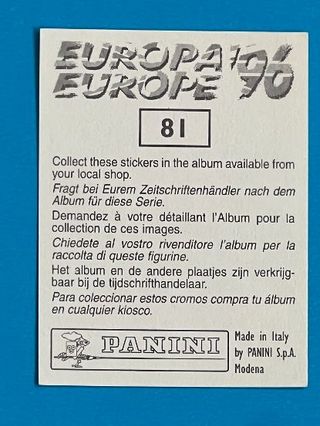 EUROPA '96
EUROPE
81
Collect these stickers in the album available from
your local shop.
Fragt bei Eurem Zeitschriftenhändler nach dem
Album für diese Serie.
Demandez à votre détaillant l'Album pour la
collection de ces images.
Chiedete al vostro rivenditore l'album per la
raccolta di queste figurine.
Het album en de andere plaatjes zijn verkrijg-
baar bij de tijdschrifthandelaar.
Para coleccionar estos cromos compra tu álbum
en cualquier kiosco.
PANINI
Made in Italy
by PANINI S.p.A.
Modena